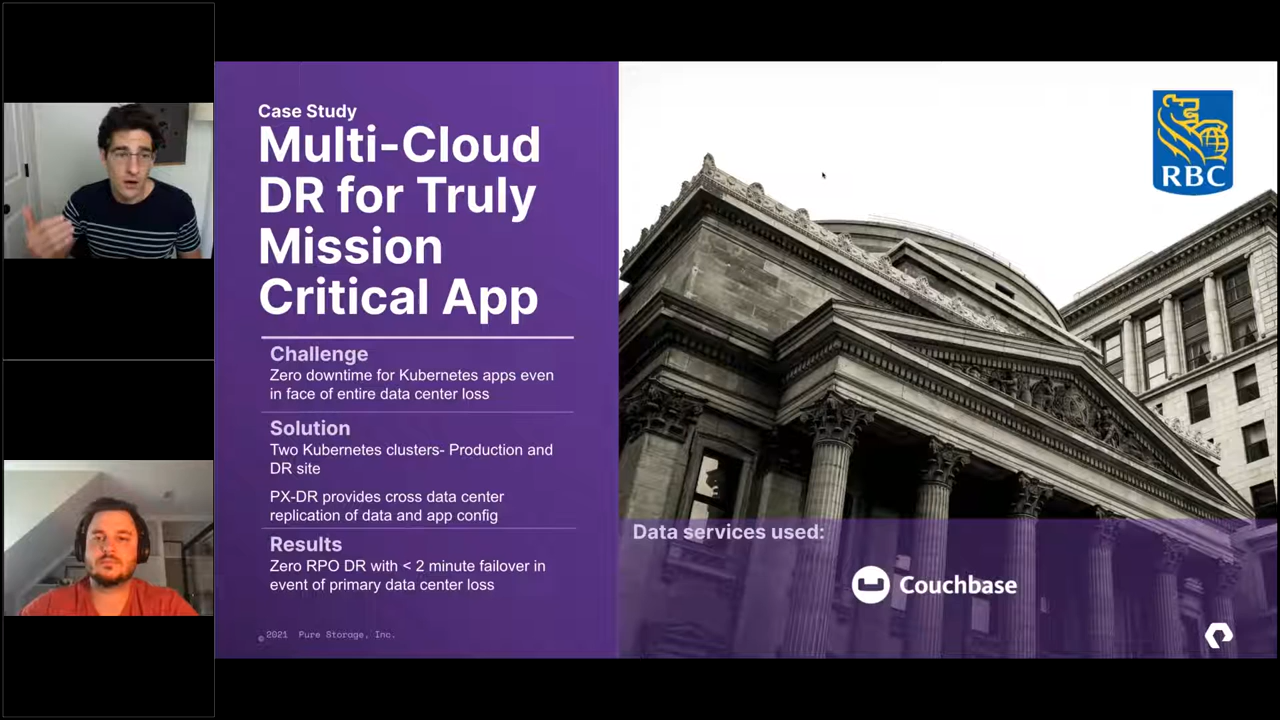 Case Study
Multi-Cloud
DR for Truly
Mission
Critical App
Challenge
Zero downtime for Kubernetes apps even
in face of entire data center loss
Solution
Two Kubernetes clusters- Production and
DR site
PX-DR provides cross data center
replication of data and app config
Results
Zero RPO DR with < 2 minute failover in
event of primary data center loss
© 2021 Pure Storage, Inc.
RBC
Data services used:
Couchbase